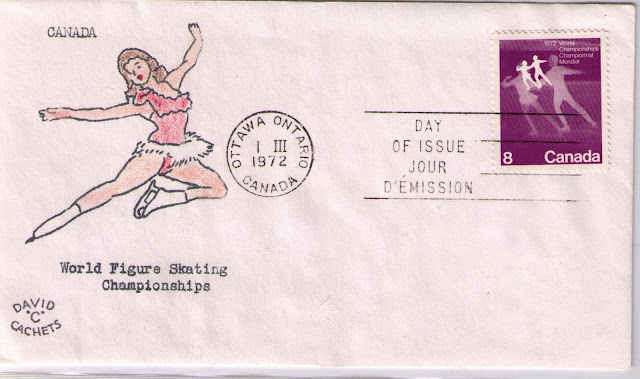 CANADA
World Figure Skating
Championships
DAVID
"C"
CACHETS
OTTAWA ONTARIO
1 III
1972
CANADA
DAY
OF ISSUE
JOUR
D'ÉMISSION
1972 World
Championships
Championnat
Mondial
8 Canada